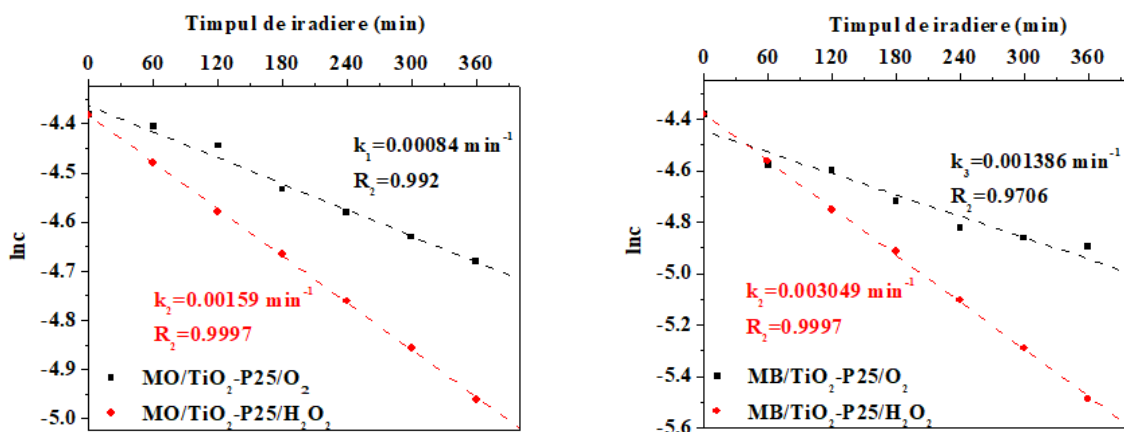 Timpul de iradiere (min)
0 60 120 180 240 300 360
-4.4
-4.5
-4.6
-4.7
-4.8
-4.9
-5.0
lnc
k₁=0.00084 min⁻¹
R₂=0.992
k₂=0.00159 min⁻¹
R₂=0.9997
MO/TiO₂-P25/O₂
MO/TiO₂-P25/H₂O₂
Timpul de iradiere (min)
0 60 120 180 240 300 360
-4.4
-4.6
-4.8
-5.0
-5.2
-5.4
-5.6
lnc
k₃=0.001386 min⁻¹
R₂=0.9706
k₂=0.003049 min⁻¹
R₂=0.9997
MB/TiO₂-P25/O₂
MB/TiO₂-P25/H₂O₂